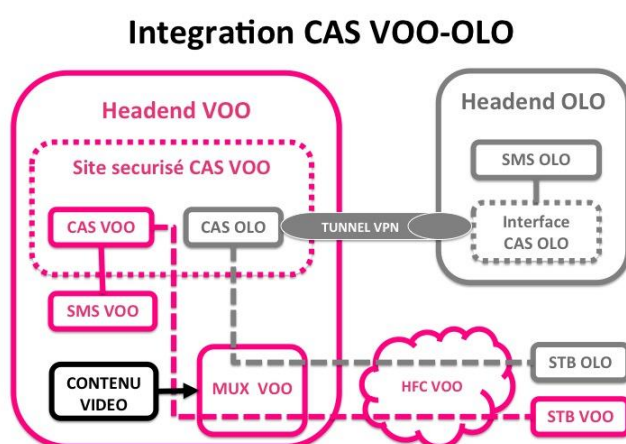 Integration CAS VOO-OLO
Headend VOO
Headend OLO
Site securisé CAS VOO
SMS OLO
CAS VOO
CAS OLO
TUNNEL VPN
Interface
CAS OLO
SMS VOO
CONTENU
VIDEO
MUX VOO
HFC VOO
STB OLO
STB VOO